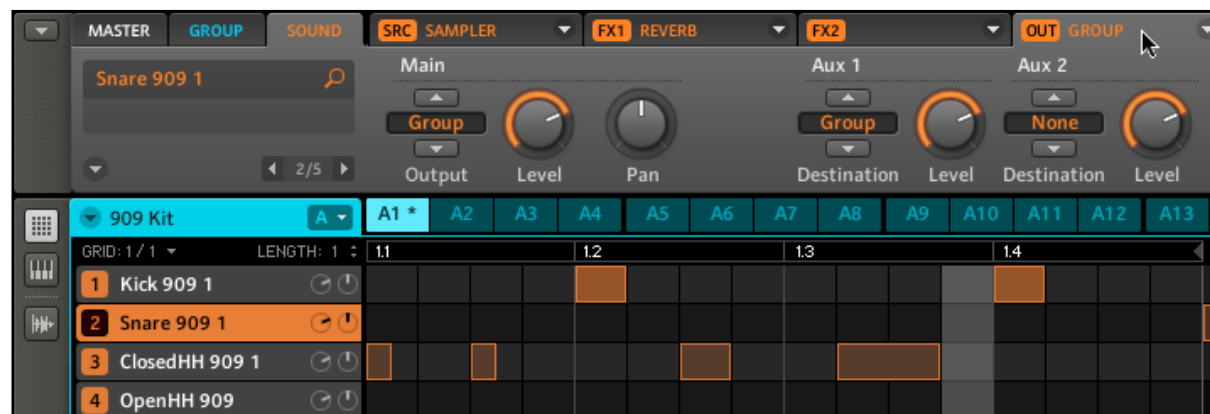 MASTER GROUP SOUND SRC SAMPLER FX1 REVERB FX2 OUT GROUP
Snare 909 1
2/5
Main Aux 1 Aux 2
Group Group None
Output Level Pan Destination Level Destination Level
909 Kit A A1 * A2 A3 A4 A5 A6 A7 A8 A9 A10 A11 A12 A13
GRID: 1 / 1 LENGTH: 1 1.1 1.2 1.3 1.4
1 Kick 909 1
2 Snare 909 1
3 ClosedHH 909 1
4 OpenHH 909